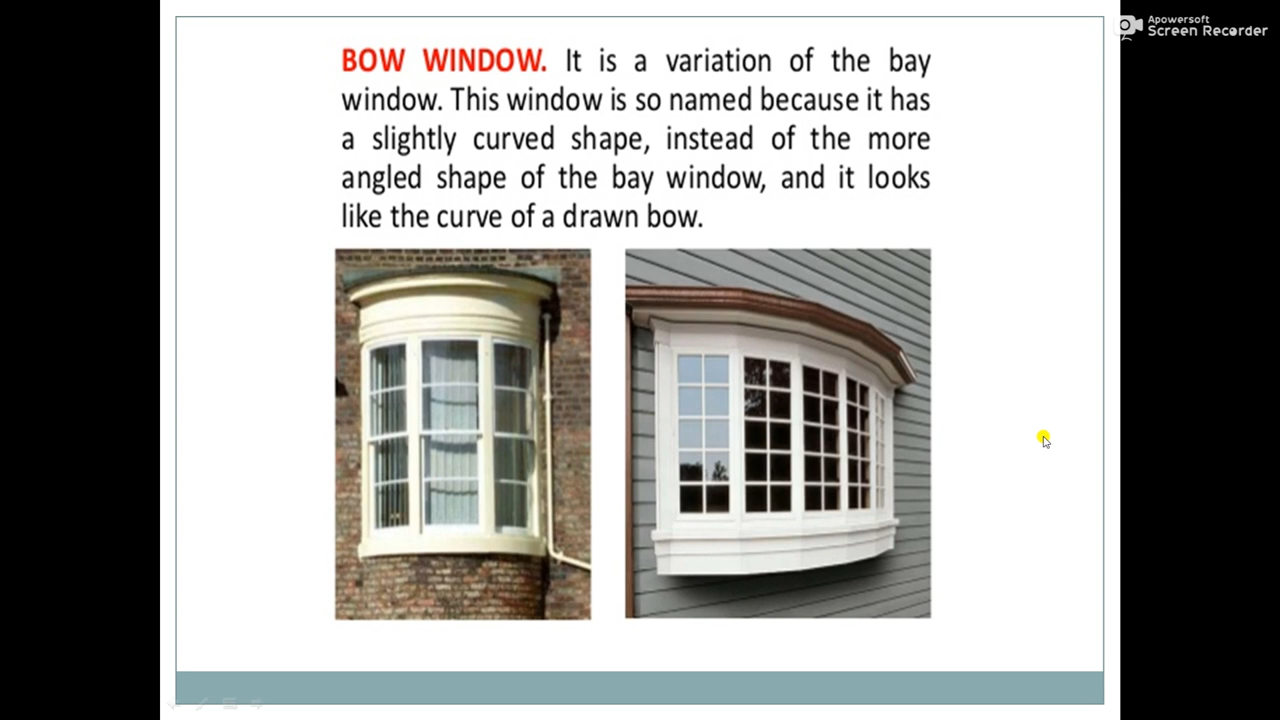 Apowersoft
Screen Recorder
BOW WINDOW. It is a variation of the bay
window. This window is so named because it has
a slightly curved shape, instead of the more
angled shape of the bay window, and it looks
like the curve of a drawn bow.